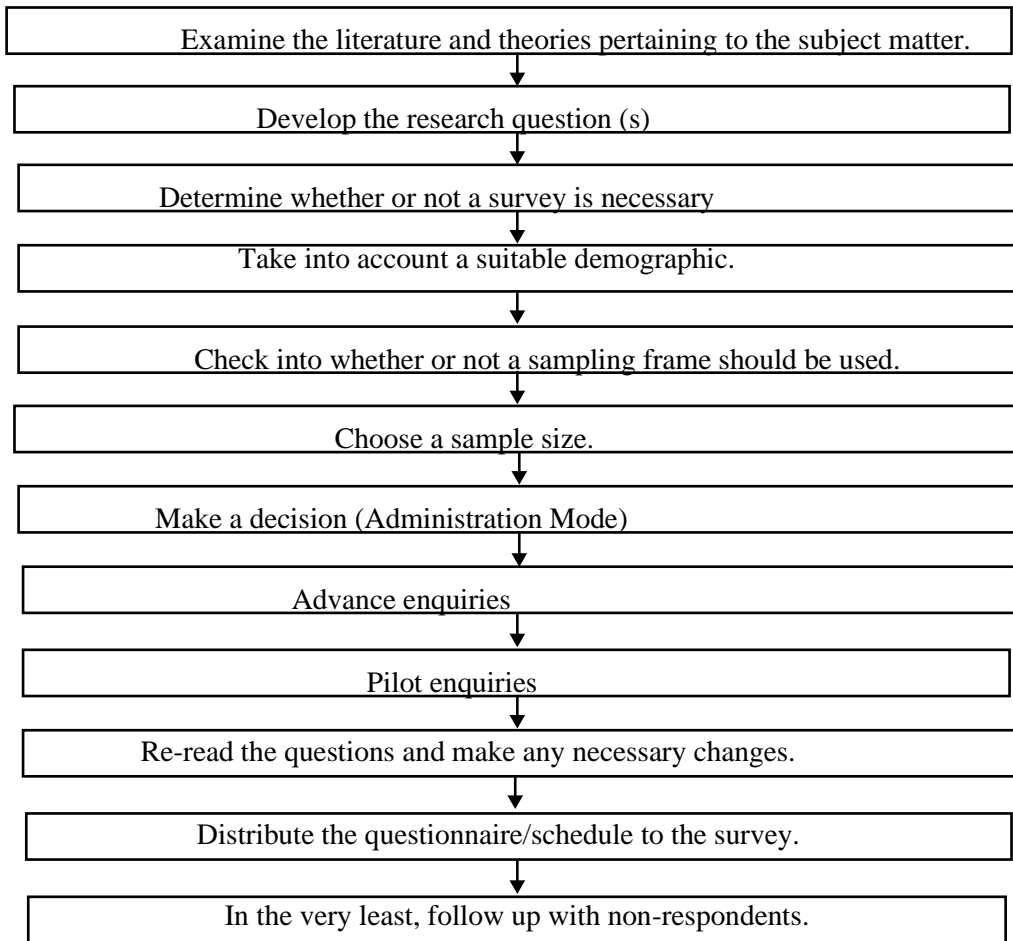 Examine the literature and theories pertaining to the subject matter.
Develop the research question (s)
Determine whether or not a survey is necessary
Take into account a suitable demographic.
Check into whether or not a sampling frame should be used.
Choose a sample size.
Make a decision (Administration Mode)
Advance enquiries
Pilot enquiries
Re-read the questions and make any necessary changes.
Distribute the questionnaire/schedule to the survey.
In the very least, follow up with non-respondents.